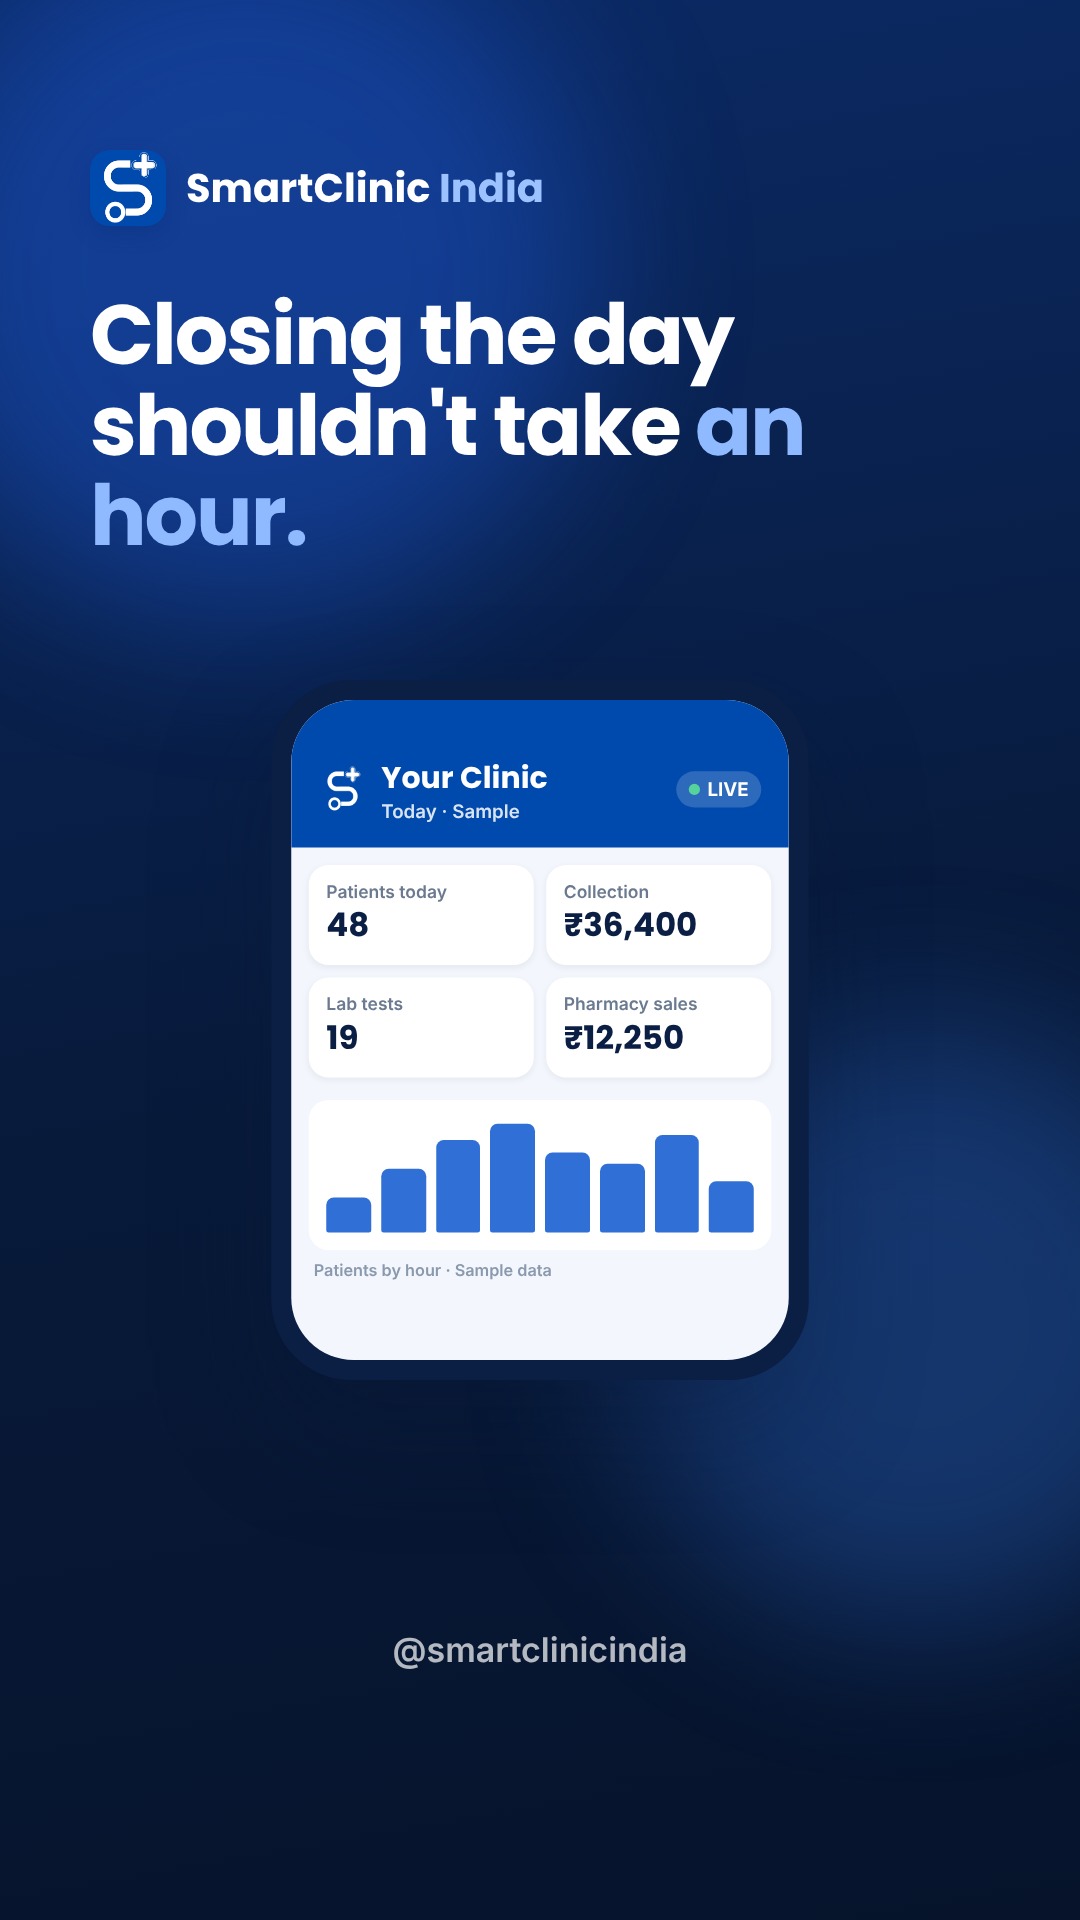 SmartClinic India
Closing the day
shouldn't take an
hour.
Your Clinic
Today · Sample
LIVE
Patients today
48
Collection
₹36,400
Lab tests
19
Pharmacy sales
₹12,250
Patients by hour · Sample data
@smartclinicindia